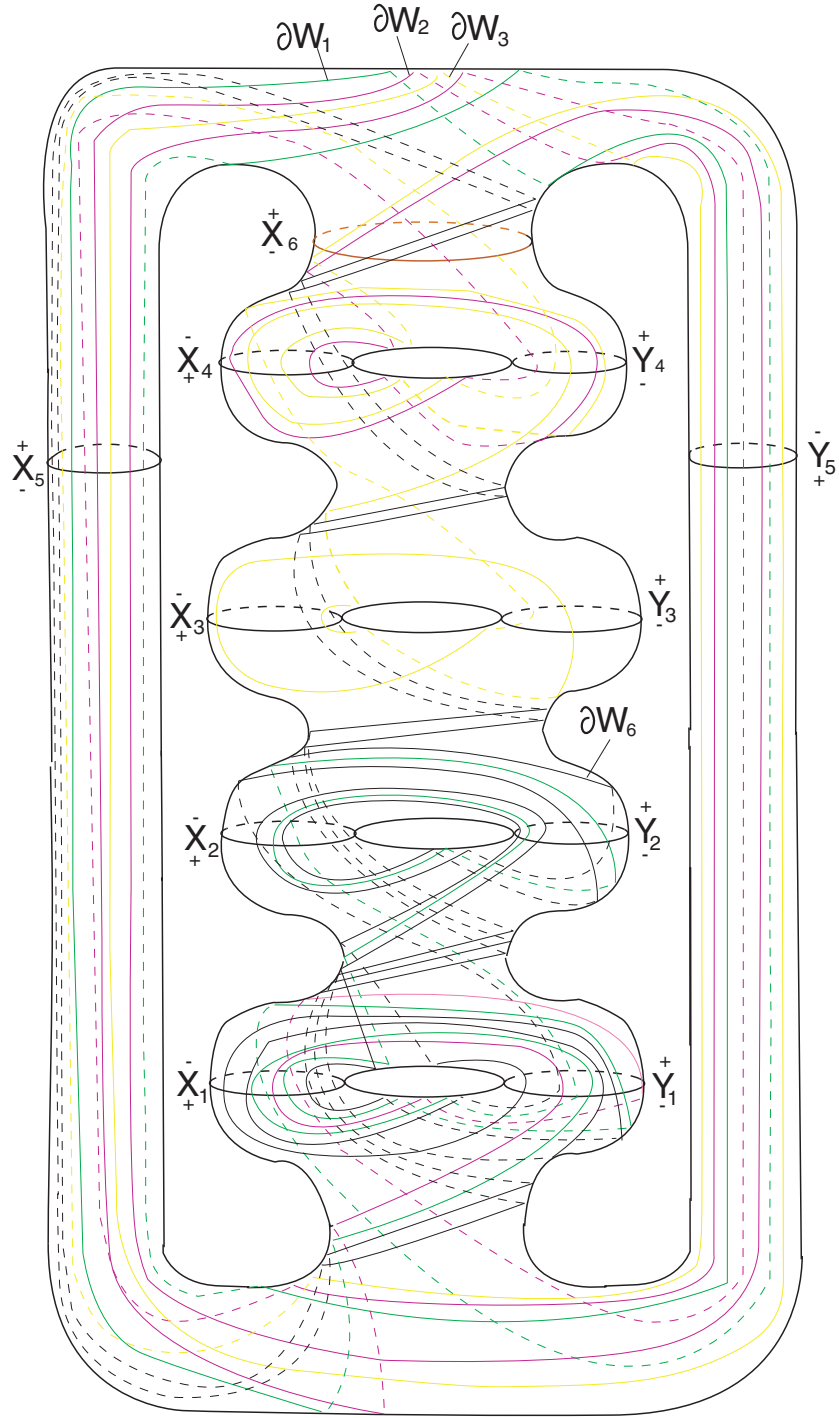 ∂W₁
∂W₂
∂W₃
+
X₆
-
-
X₄
+
+
Y₄
-
+
X₅
-
-
Y₅
+
-
X₃
+
+
Y₃
-
∂W₆
-
X₂
+
+
Y₂
-
-
X₁
+
+
Y₁
-